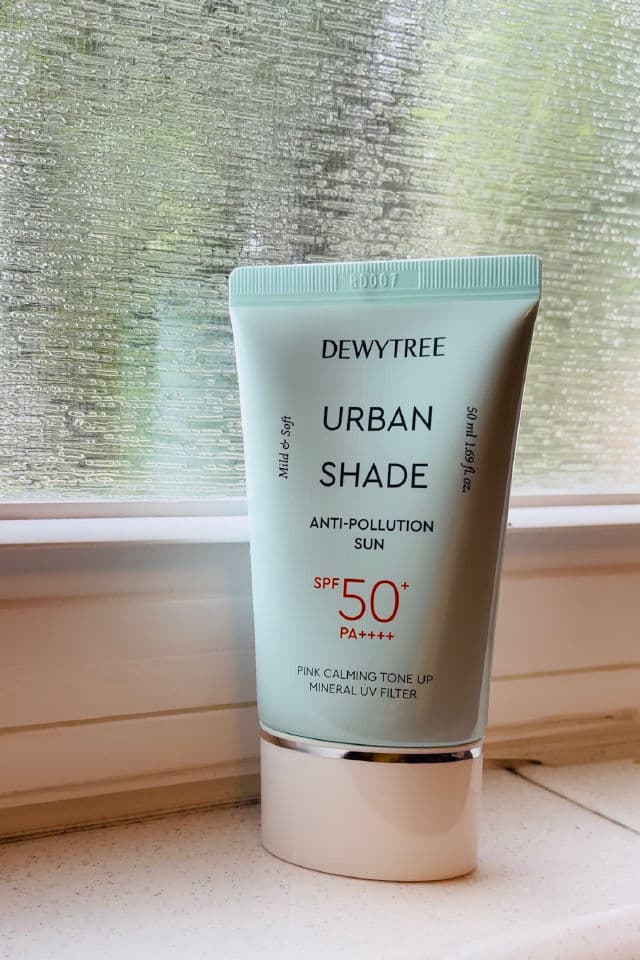 DEWYTREE
URBAN
SHADE
Mild & Soft
50 ml 1.69 fl. oz.
ANTI-POLLUTION
SUN
SPF 50+
PA++++
PINK CALMING TONE UP
MINERAL UV FILTER